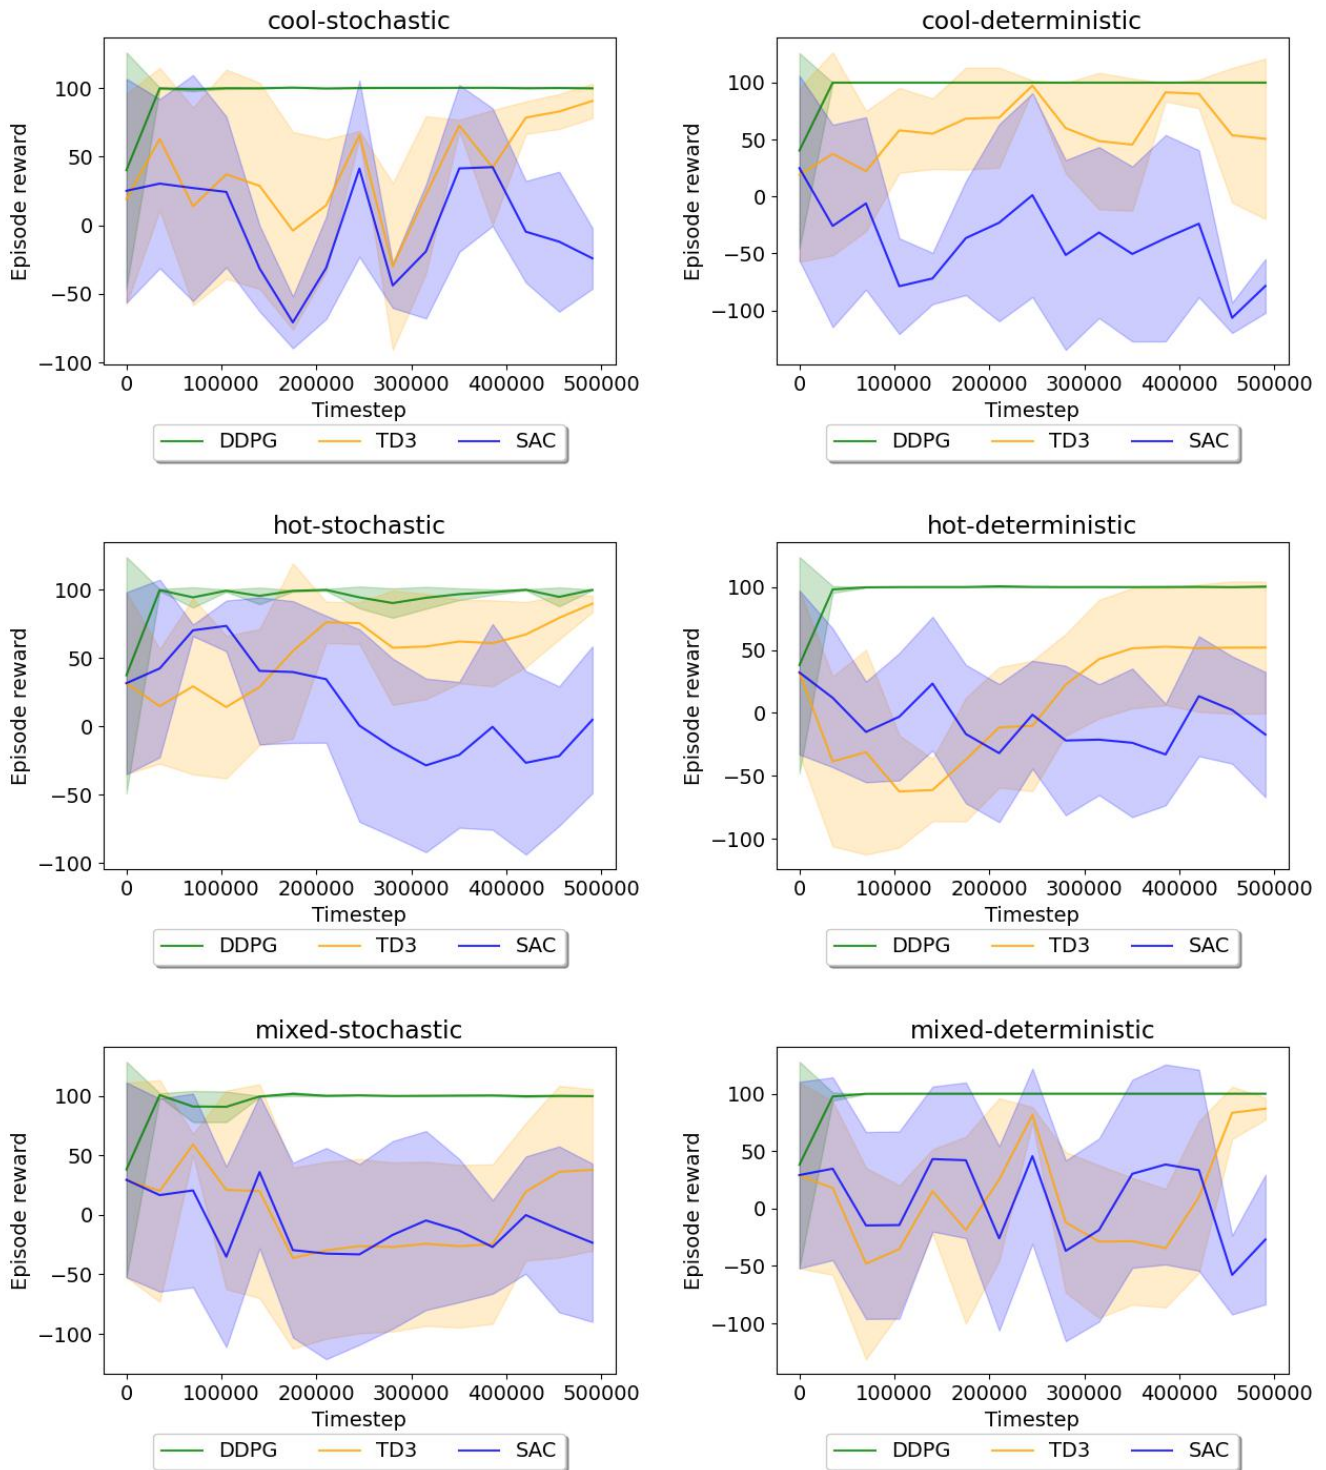 cool-stochastic
cool-deterministic
Episode reward
100
50
0
−50
−100
0 100000 200000 300000 400000 500000
Timestep
DDPG TD3 SAC
Episode reward
100
50
0
−50
−100
0 100000 200000 300000 400000 500000
Timestep
DDPG TD3 SAC
hot-stochastic
hot-deterministic
Episode reward
100
50
0
−50
−100
0 100000 200000 300000 400000 500000
Timestep
DDPG TD3 SAC
Episode reward
100
50
0
−50
−100
0 100000 200000 300000 400000 500000
Timestep
DDPG TD3 SAC
mixed-stochastic
mixed-deterministic
Episode reward
100
50
0
−50
−100
0 100000 200000 300000 400000 500000
Timestep
DDPG TD3 SAC
Episode reward
100
50
0
−50
−100
0 100000 200000 300000 400000 500000
Timestep
DDPG TD3 SAC